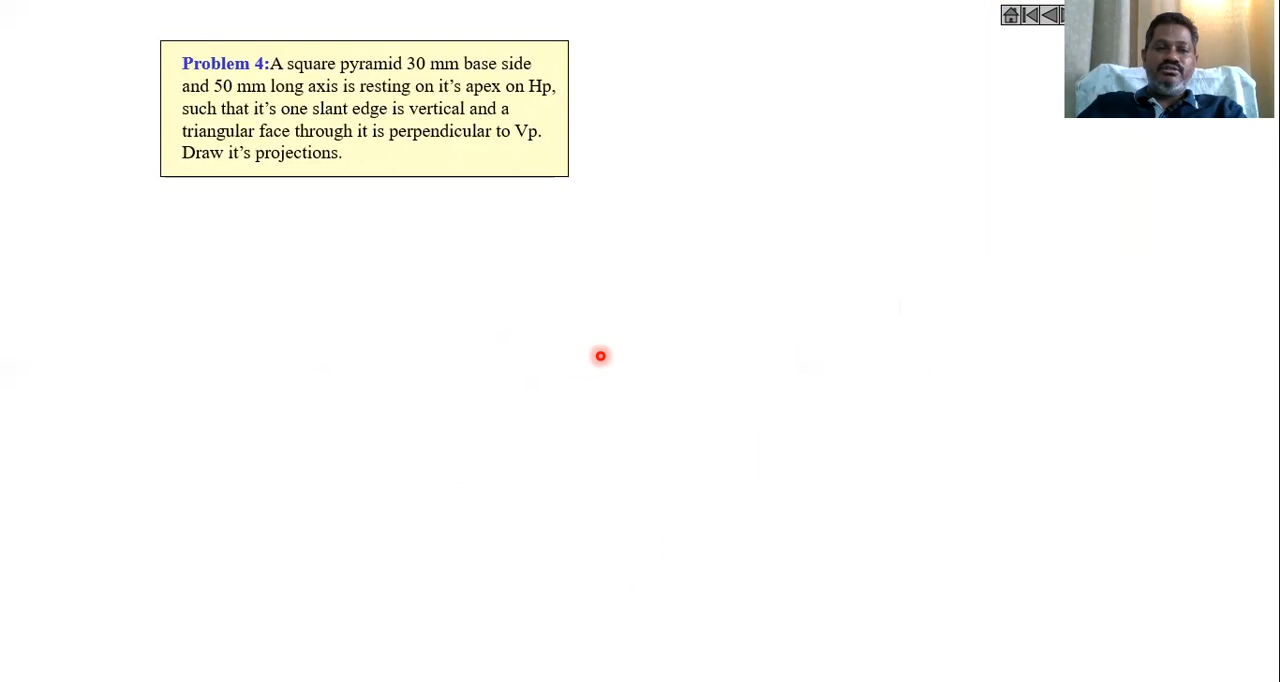 Problem 4:A square pyramid 30 mm base side
and 50 mm long axis is resting on it’s apex on Hp,
such that it’s one slant edge is vertical and a
triangular face through it is perpendicular to Vp.
Draw it’s projections.